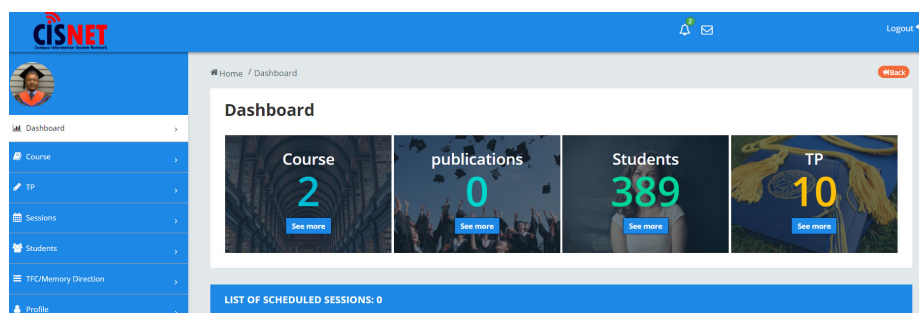 CISNET
Campus Information System Network
2
Logout
Home / Dashboard
Back
Dashboard
Dashboard
Course
TP
Sessions
Students
TFC/Memory Direction
Profile
Course
2
See more
publications
0
See more
Students
389
See more
TP
10
See more
LIST OF SCHEDULED SESSIONS: 0